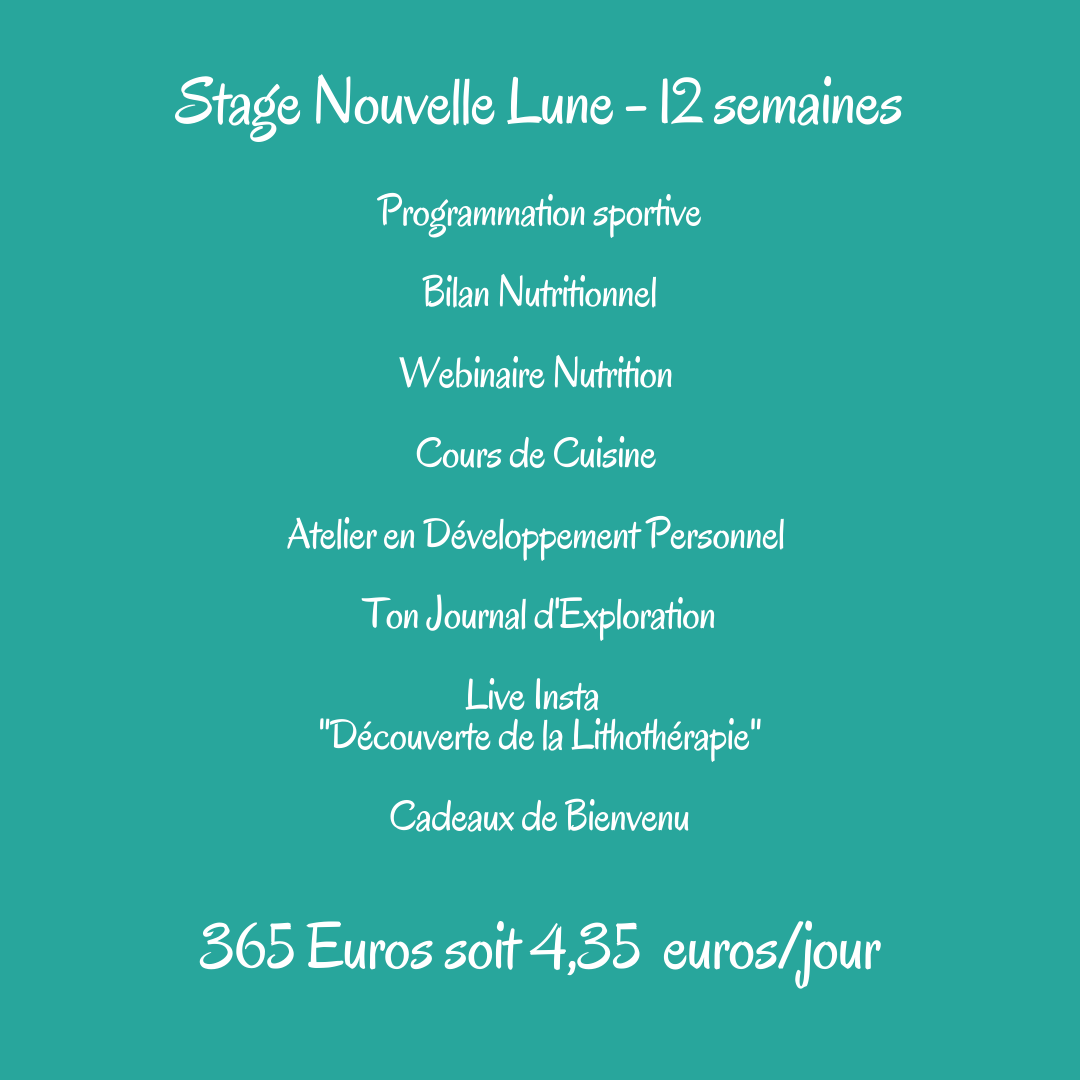 Stage Nouvelle Lune - 12 semaines
Programmation sportive
Bilan Nutritionnel
Webinaire Nutrition
Cours de Cuisine
Atelier en Développement Personnel
Ton Journal d'Exploration
Live Insta
"Découverte de la Lithothérapie"
Cadeaux de Bienvenu
365 Euros soit 4,35 euros/jour